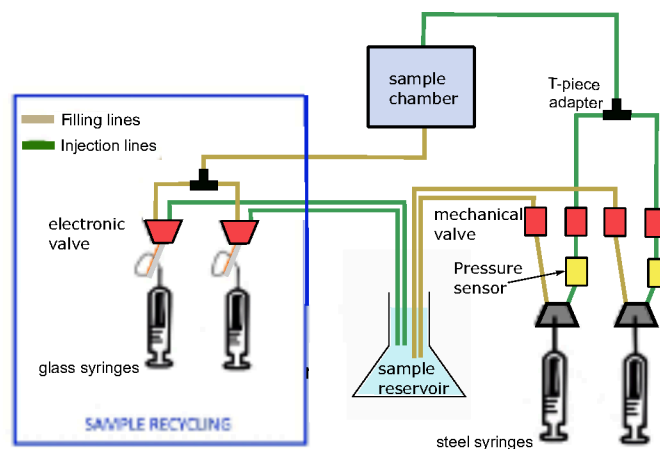 sample
chamber
T-piece
adapter
Filling lines
Injection lines
electronic
valve
mechanical
valve
Pressure
sensor
glass syringes
sample
reservoir
SAMPLE RECYCLING
steel syringes